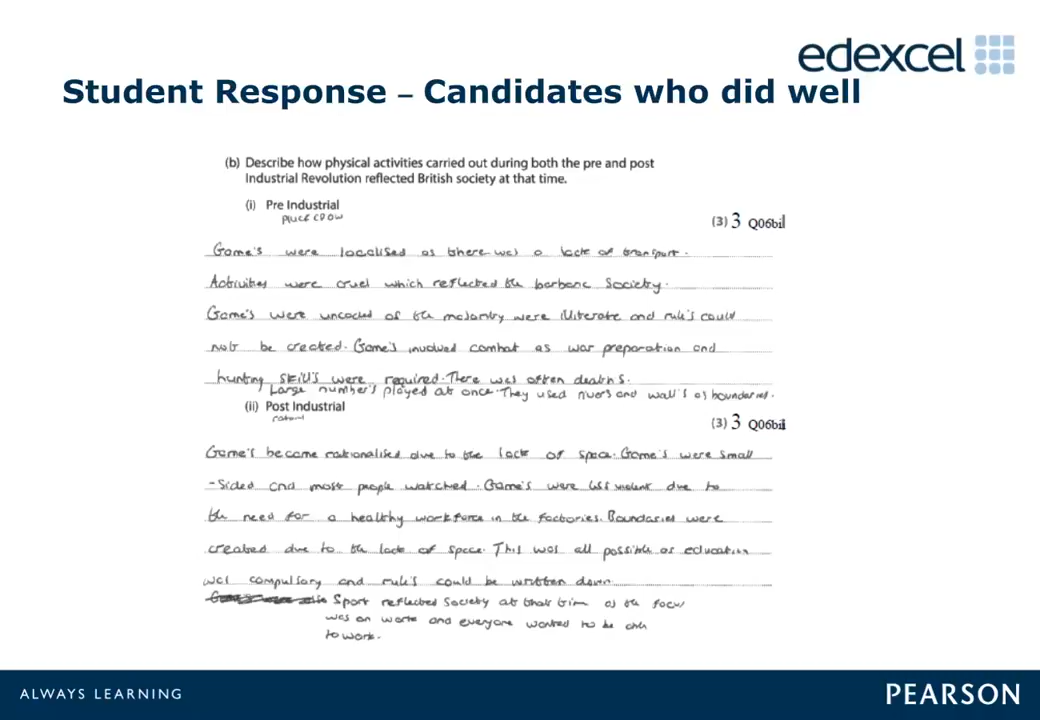 edexcel
Student Response – Candidates who did well
(b) Describe how physical activities carried out during both the pre and post
Industrial Revolution reflected British society at that time.
(i) Pre Industrial
(3) 3 Q06bi
Game's were localised as there was a lack of transport.
Activities were cruel which reflected the barbaric society.
Game's were uncoded as the majority were illiterate and rule's could
not be created. Game's involved combat as war preparation and
hunting skill's were required. There was often deaths.
Large number's played at once. They used rivers and wall's as boundaries.
(ii) Post Industrial
(3) 3 Q06bii
Game's became rationalised due to the lack of space. Game's were small
-sided and most people watched. Game's were less violent due to
the need for a healthy workforce in the factories. Boundaries were
created due to the lack of space. This was all possible as education
was compulsory and rule's could be written down.
Sport reflected society at that time as the focus
was on work and everyone wanted to be able
to work.
ALWAYS LEARNING
PEARSON